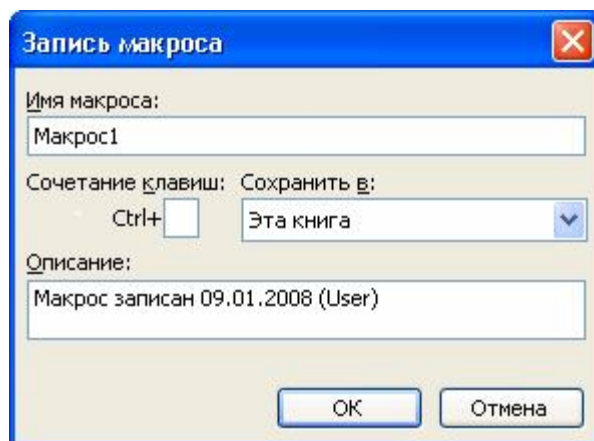 Запись макроса
Имя макроса:
Макрос1
Сочетание клавиш: Сохранить в:
Ctrl+ Эта книга
Описание:
Макрос записан 09.01.2008 (User)
ОК Отмена